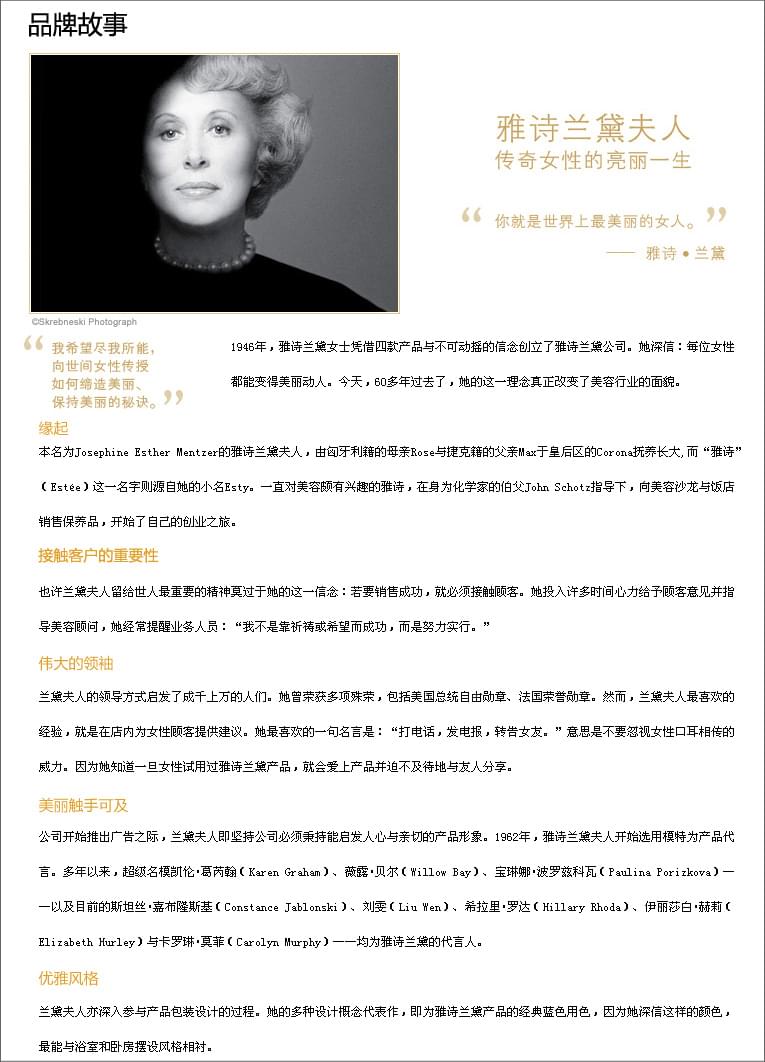 品牌故事
雅诗兰黛夫人
传奇女性的亮丽一生
“ 你就是世界上最美丽的女人。 ”
—— 雅诗 ● 兰黛
©Skrebneski Photograph
“ 我希望尽我所能，
向世间女性传授
如何缔造美丽、
保持美丽的秘诀。 ”
1946年，雅诗兰黛女士凭借四款产品与不可动摇的信念创立了雅诗兰黛公司。她深信：每位女性
都能变得美丽动人。今天，60多年过去了，她的这一理念真正改变了美容行业的面貌。
缘起
本名为Josephine Esther Mentzer的雅诗兰黛夫人，由匈牙利籍的母亲Rose与捷克籍的父亲Max于皇后区的Corona抚养长大,而“雅诗”
（Estée）这一名字则源自她的小名Esty。一直对美容颇有兴趣的雅诗，在身为化学家的伯父John Schotz指导下，向美容沙龙与饭店
销售保养品，开始了自己的创业之旅。
接触客户的重要性
也许兰黛夫人留给世人最重要的精神莫过于她的这一信念：若要销售成功，就必须接触顾客。她投入许多时间心力给予顾客意见并指
导美容顾问，她经常提醒业务人员：“我不是靠祈祷或希望而成功，而是努力实行。”
伟大的领袖
兰黛夫人的领导方式启发了成千上万的人们。她曾荣获多项殊荣，包括美国总统自由勋章、法国荣誉勋章。然而，兰黛夫人最喜欢的
经验，就是在店内为女性顾客提供建议。她最喜欢的一句名言是：“打电话，发电报，转告女友。”意思是不要忽视女性口耳相传的
威力。因为她知道一旦女性试用过雅诗兰黛产品，就会爱上产品并迫不及待地与友人分享。
美丽触手可及
公司开始推出广告之际，兰黛夫人即坚持公司必须秉持能启发人心与亲切的产品形象。1962年，雅诗兰黛夫人开始选用模特为产品代
言。多年以来，超级名模凯伦·葛芮翰（Karen Graham）、薇露·贝尔（Willow Bay）、宝琳娜·波罗兹科瓦（Paulina Porizkova）—
—以及目前的斯坦丝·嘉布隆斯基（Constance Jablonski）、刘雯（Liu Wen）、希拉里·罗达（Hillary Rhoda）、伊丽莎白·赫莉（
Elizabeth Hurley）与卡罗琳·莫菲（Carolyn Murphy）——均为雅诗兰黛的代言人。
优雅风格
兰黛夫人亦深入参与产品包装设计的过程。她的多种设计概念代表作，即为雅诗兰黛产品的经典蓝色用色，因为她深信这样的颜色，
最能与浴室和卧房摆设风格相衬。